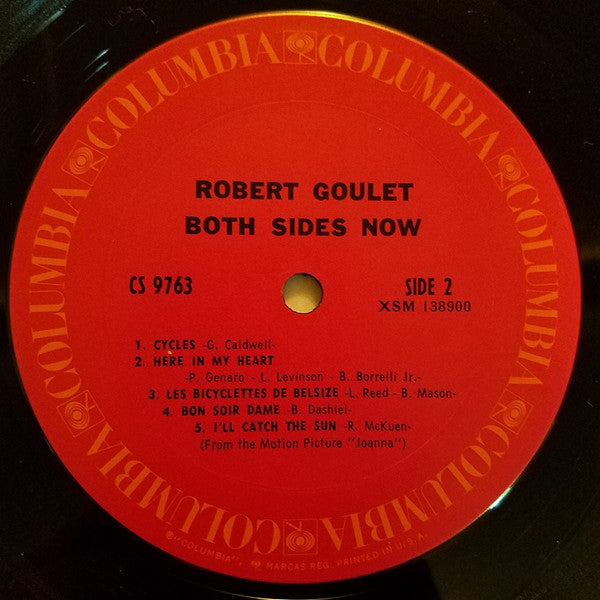 COLUMBIA COLUMBIA COLUMBIA COLUMBIA COLUMBIA COLUMBIA COLUMBIA
ROBERT GOULET
BOTH SIDES NOW
CS 9763
SIDE 2
XSM 138900
1. CYCLES -G. Caldwell-
2. HERE IN MY HEART
-P. Genaro - L. Levinson - B. Borrelli Jr.-
3. LES BICYCLETTES DE BELSIZE -L. Reed - B. Mason-
4. BON SOIR DAME -B. Dashiel-
5. I'LL CATCH THE SUN -R. McKuen-
(From the Motion Picture "Joanna")
®"COLUMBIA", MARCAS REG. PRINTED IN U.S.A.